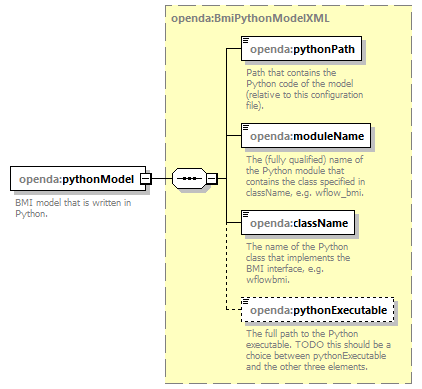 openda:BmiPythonModelXML
openda:pythonPath
Path that contains the
Python code of the model
(relative to this configuration
file).
openda:moduleName
The (fully qualified) name of
the Python module that
contains the class specified in
className, e.g. wflow_bmi.
openda:pythonModel
BMI model that is written in
Python.
openda:className
The name of the Python
class that implements the
BMI interface, e.g.
wflowbmi.
openda:pythonExecutable
The full path to the Python
executable. TODO this should be a
choice between pythonExecutable
and the other three elements.